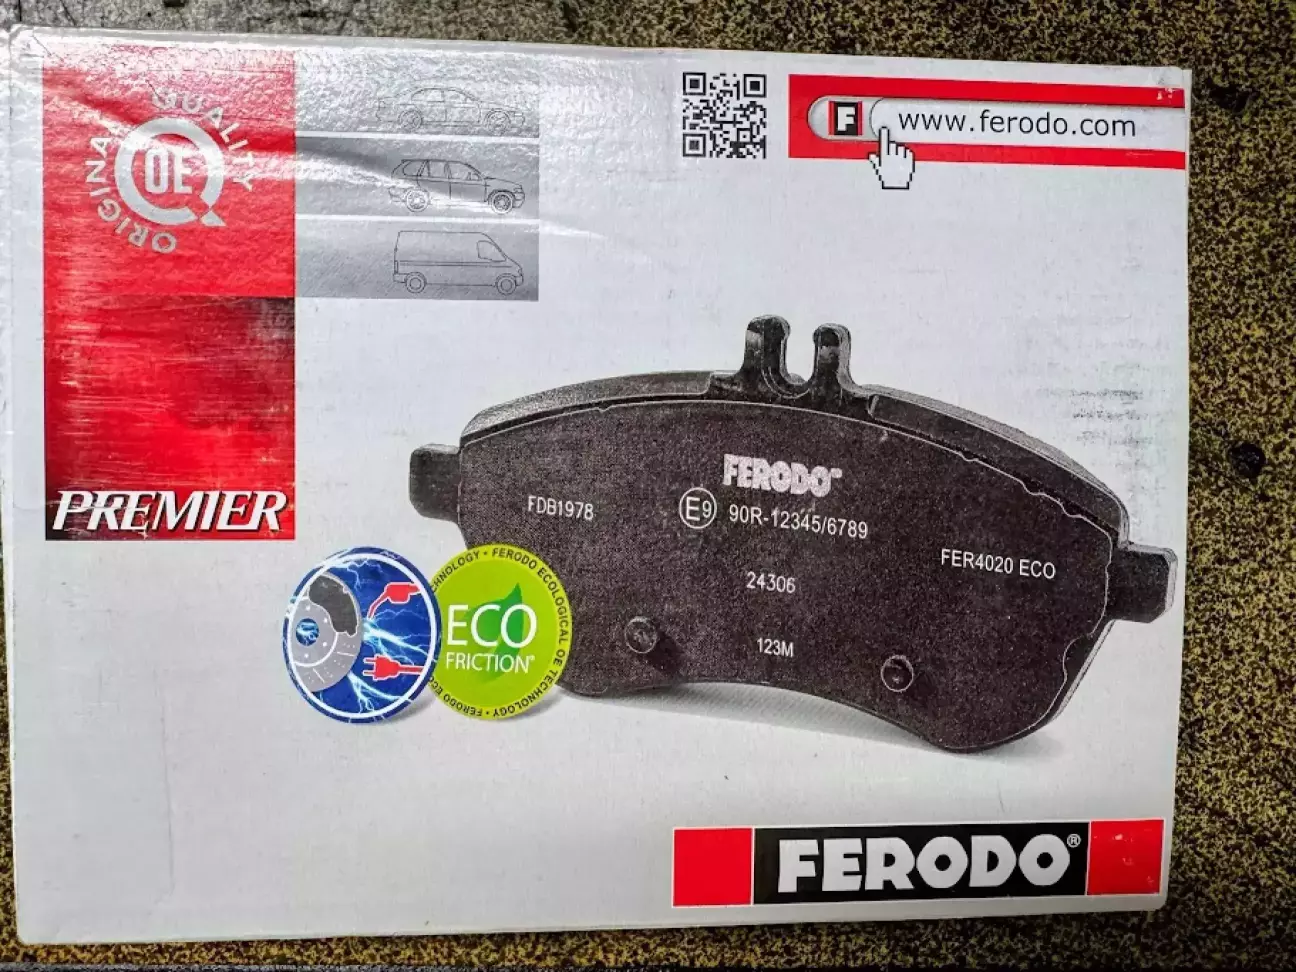 ORIGINAL QUALITY
OE
F www.ferodo.com
PREMIER
FERODO
FDB1978
E9 90R-12345/6789
FER4020 ECO
24306
123M
ECO
FRICTION
FERODO ECOLOGICAL OE TECHNOLOGY
FERODO®